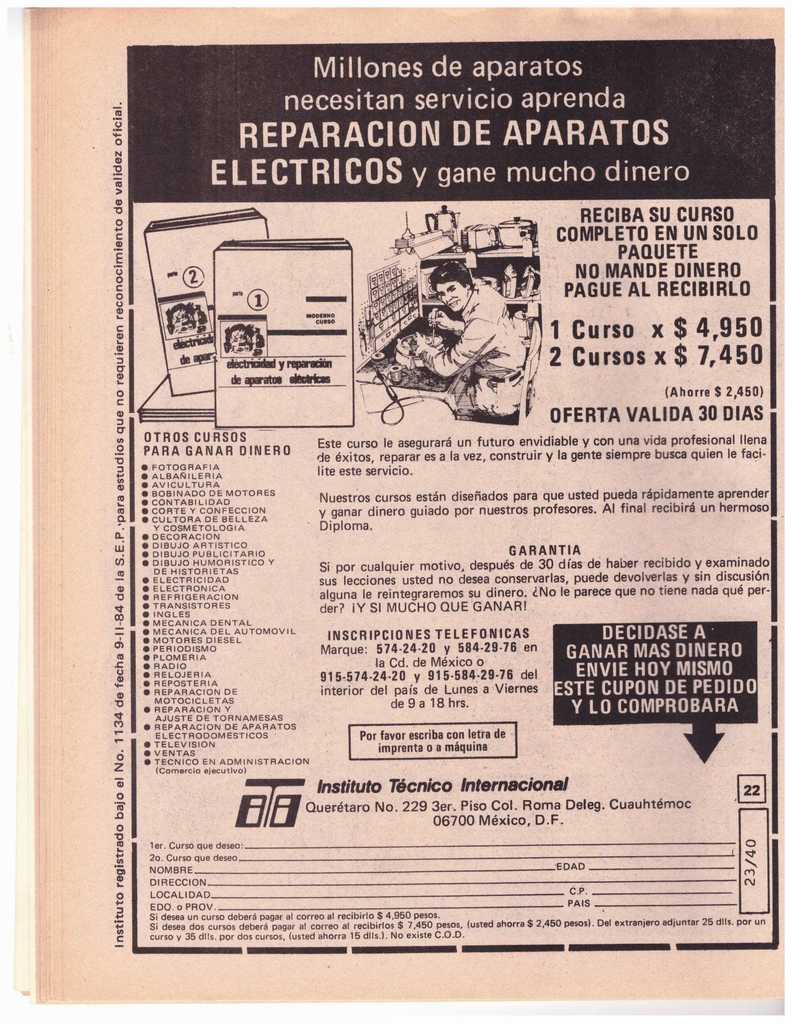 Millones de aparatos
necesitan servicio aprenda
REPARACION DE APARATOS
ELECTRICOS y gane mucho dinero
parte 2
electricidad
de apar
parte 1
MODERNO
CURSO
electricidad y reparación
de aparatos eléctricos
RECIBA SU CURSO
COMPLETO EN UN SOLO
PAQUETE
NO MANDE DINERO
PAGUE AL RECIBIRLO
1 Curso x $ 4,950
2 Cursos x $ 7,450
(Ahorre $ 2,450)
OFERTA VALIDA 30 DIAS
OTROS CURSOS
PARA GANAR DINERO
● FOTOGRAFIA
● ALBAÑILERIA
● AVICULTURA
● BOBINADO DE MOTORES
● CONTABILIDAD
● CORTE Y CONFECCION
● CULTORA DE BELLEZA
Y COSMETOLOGIA
● DECORACION
● DIBUJO ARTISTICO
● DIBUJO PUBLICITARIO
● DIBUJO HUMORISTICO Y
DE HISTORIETAS
● ELECTRICIDAD
● ELECTRONICA
● REFRIGERACION
● TRANSISTORES
● INGLES
● MECANICA DENTAL
● MECANICA DEL AUTOMOVIL
● MOTORES DIESEL
● PERIODISMO
● PLOMERIA
● RADIO
● RELOJERIA
● REPOSTERIA
● REPARACION DE
MOTOCICLETAS
● REPARACION Y
AJUSTE DE TORNAMESAS
● REPARACION DE APARATOS
ELECTRODOMESTICOS
● TELEVISION
● VENTAS
● TECNICO EN ADMINISTRACION
(Comercio ejecutivo)
Este curso le asegurará un futuro envidiable y con una vida profesional llena
de éxitos, reparar es a la vez, construir y la gente siempre busca quien le faci-
lite este servicio.
Nuestros cursos están diseñados para que usted pueda rápidamente aprender
y ganar dinero guiado por nuestros profesores. Al final recibirá un hermoso
Diploma.
GARANTIA
Si por cualquier motivo, después de 30 días de haber recibido y examinado
sus lecciones usted no desea conservarlas, puede devolverlas y sin discusión
alguna le reintegraremos su dinero. ¿No le parece que no tiene nada qué per-
der? ¡Y SI MUCHO QUE GANAR!
INSCRIPCIONES TELEFONICAS
Marque: 574-24-20 y 584-29-76 en
la Cd. de México o
915-574-24-20 y 915-584-29-76 del
interior del país de Lunes a Viernes
de 9 a 18 hrs.
DECIDASE A
GANAR MAS DINERO
ENVIE HOY MISMO
ESTE CUPON DE PEDIDO
Y LO COMPROBARA
Por favor escriba con letra de
imprenta o a máquina
Instituto Técnico Internacional
Querétaro No. 229 3er. Piso Col. Roma Deleg. Cuauhtémoc
06700 México, D.F.
22
23/40
1er. Curso que deseo:
2o. Curso que deseo
NOMBRE EDAD
DIRECCION
LOCALIDAD C.P.
EDO. o PROV. PAIS
Si desea un curso deberá pagar al correo al recibirlo $ 4,950 pesos.
Si desea dos cursos deberá pagar al correo al recibirlos $ 7,450 pesos, (usted ahorra $ 2,450 pesos). Del extranjero adjuntar 25 dlls. por un
curso y 35 dlls. por dos cursos, (usted ahorra 15 dlls.). No existe C.O.D.
Instituto registrado bajo el No. 1134 de fecha 9-II-84 de la S.E.P. para estudios que no requieren reconocimiento de validez oficial.